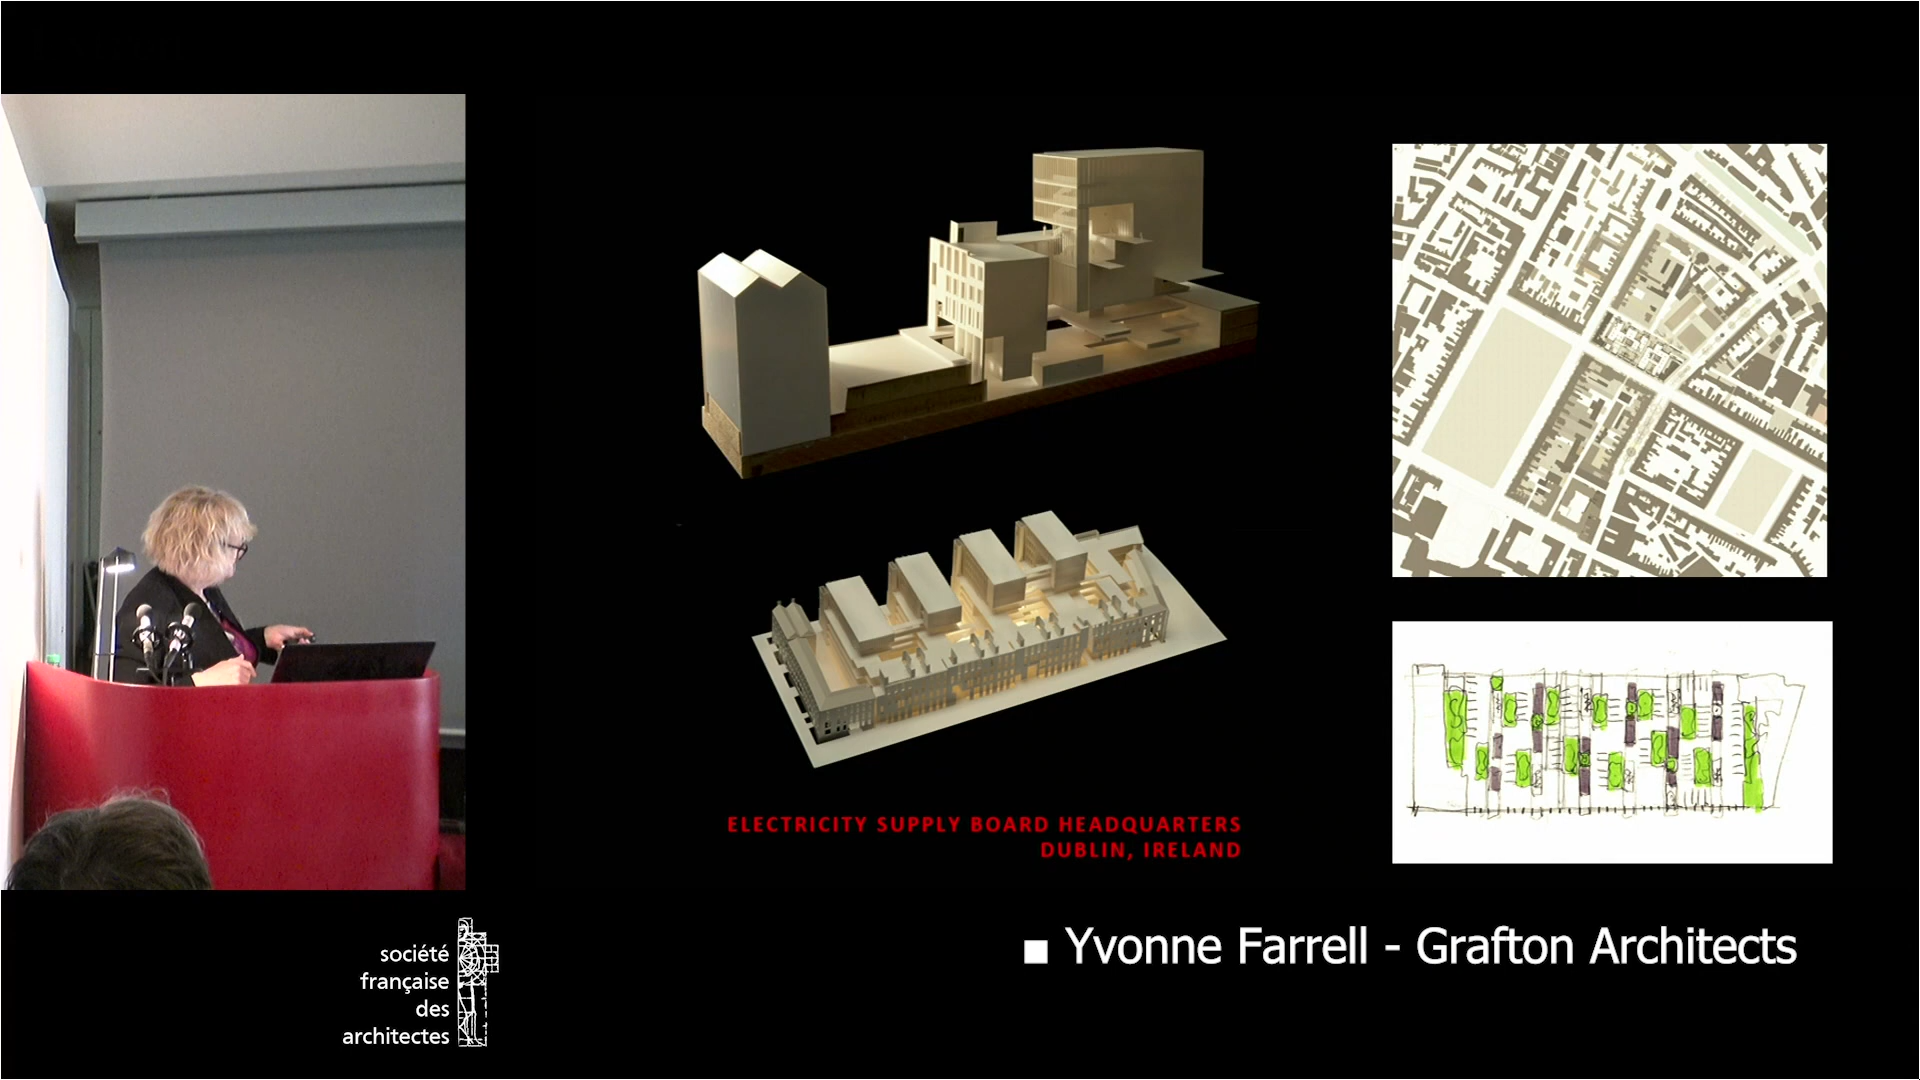 ELECTRICITY SUPPLY BOARD HEADQUARTERS
DUBLIN, IRELAND
■ Yvonne Farrell - Grafton Architects
société
française
des
architectes